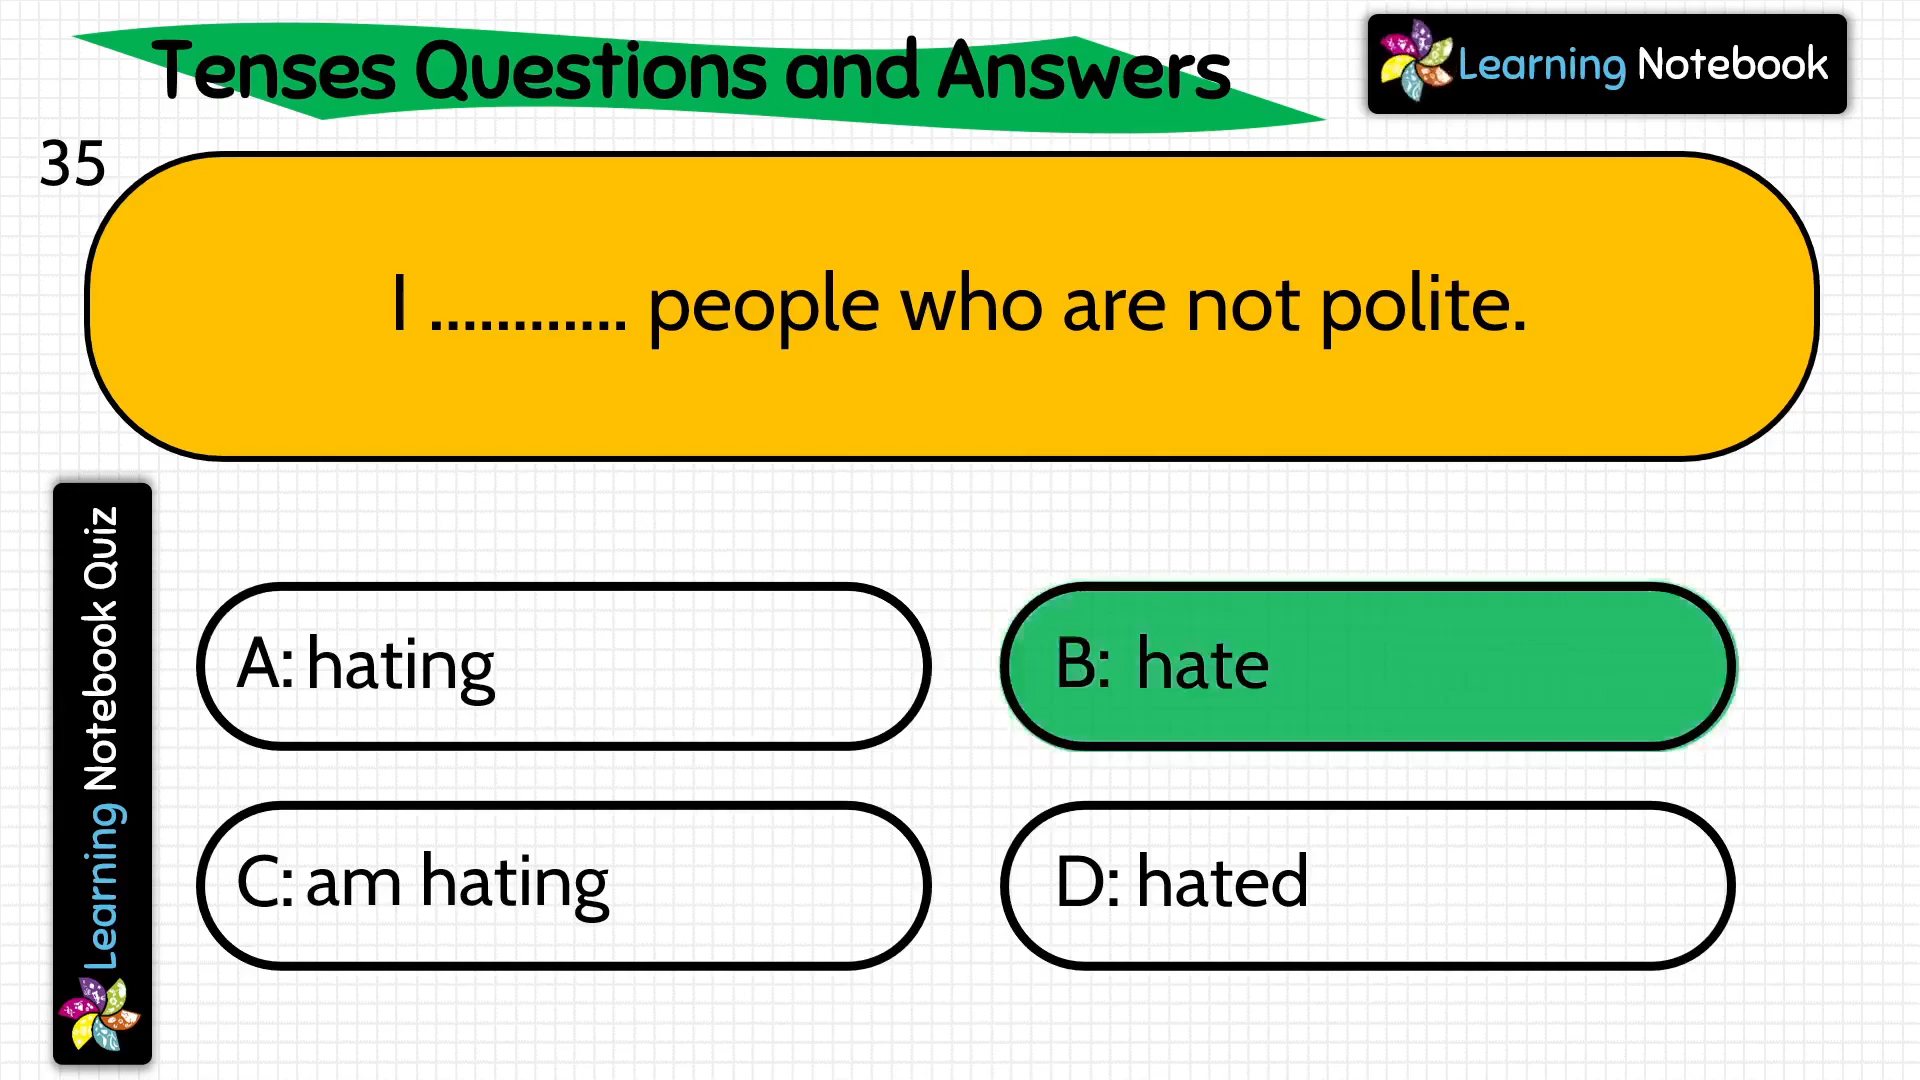 Tenses Questions and Answers
Learning Notebook
35
I ............ people who are not polite.
A: hating
B: hate
C: am hating
D: hated
Learning Notebook Quiz